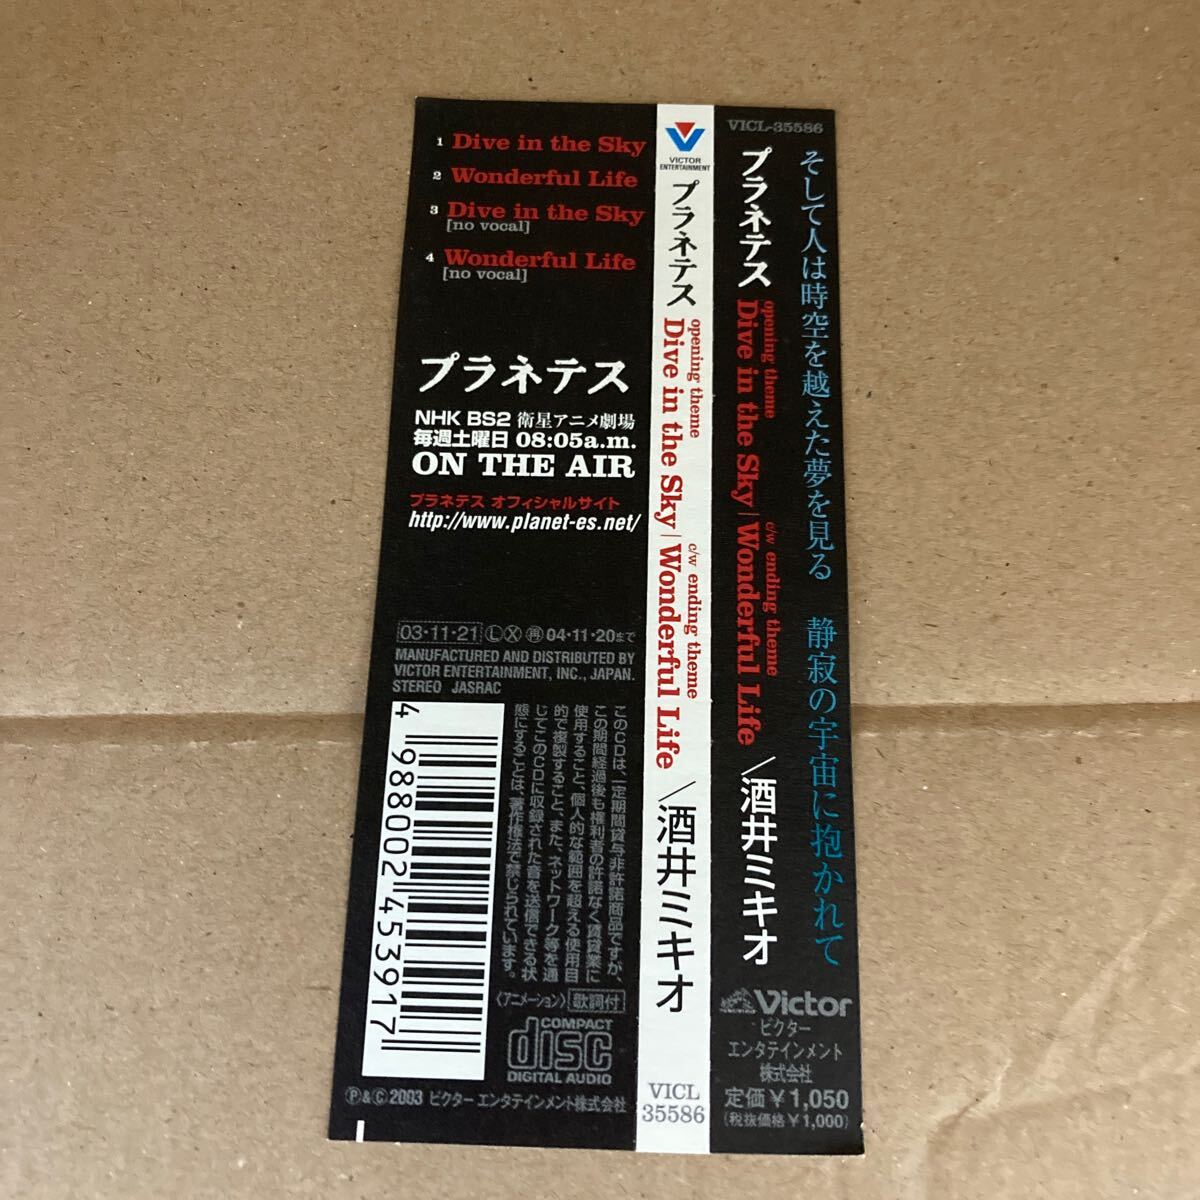 1 Dive in the Sky
2 Wonderful Life
3 Dive in the Sky
[no vocal]
4 Wonderful Life
[no vocal]
プラネテス
NHK BS2 衛星アニメ劇場
毎週土曜日 08:05a.m.
ON THE AIR
プラネテス オフィシャルサイト
http://www.planet-es.net/
03・11・21 Ⓛ Ⓧ ㊢ 04・11・20まで
MANUFACTURED AND DISTRIBUTED BY
VICTOR ENTERTAINMENT, INC., JAPAN.
STEREO JASRAC
4 988002 453917
このCDは、一定期間貸与非許諾商品ですが、
この期間経過後も権利者の許諾なく賃貸業に
使用すること、個人的な範囲を超える使用目
的で複製すること、また、ネットワーク等を通
じてこのCDに収録された音を送信できる状
態にすることは、著作権法で禁じられています。
〈アニメーション〉 歌詞付
COMPACT
disc
DIGITAL AUDIO
Ⓟ&Ⓒ 2003 ビクター エンタテインメント株式会社
VICTOR
ENTERTAINMENT
プラネテス
opening theme
Dive in the Sky |
c/w ending theme
Wonderful Life
/酒井ミキオ
VICL
35586
VICL-35586
そして人は時空を越えた夢を見る 静寂の宇宙に抱かれて
プラネテス
opening theme
Dive in the Sky |
c/w ending theme
Wonderful Life
/酒井ミキオ
Victor
ビクター
エンタテインメント
株式会社
定価￥1,050
(税抜価格￥1,000)